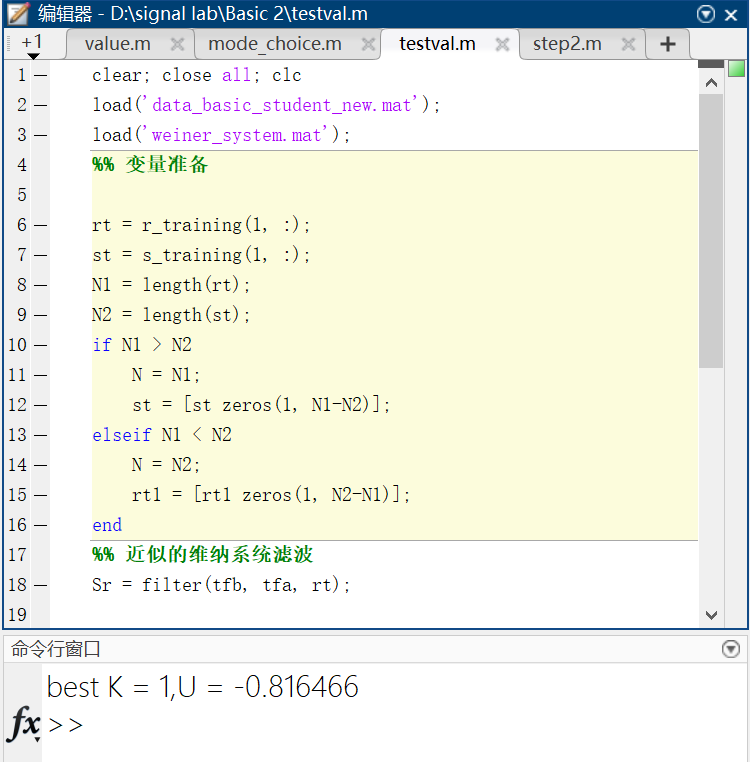 编辑器 - D:\signal lab\Basic 2\testval.m
+1 value.m mode_choice.m testval.m step2.m +
1 — clear; close all; clc
2 — load('data_basic_student_new.mat');
3 — load('weiner_system.mat');
4 %% 变量准备
5
6 — rt = r_training(1, :);
7 — st = s_training(1, :);
8 — N1 = length(rt);
9 — N2 = length(st);
10 — if N1 > N2
11 — N = N1;
12 — st = [st zeros(1, N1-N2)];
13 — elseif N1 < N2
14 — N = N2;
15 — rt1 = [rt1 zeros(1, N2-N1)];
16 — end
17 %% 近似的维纳系统滤波
18 — Sr = filter(tfb, tfa, rt);
19
命令行窗口
best K = 1,U = -0.816466
fx >>